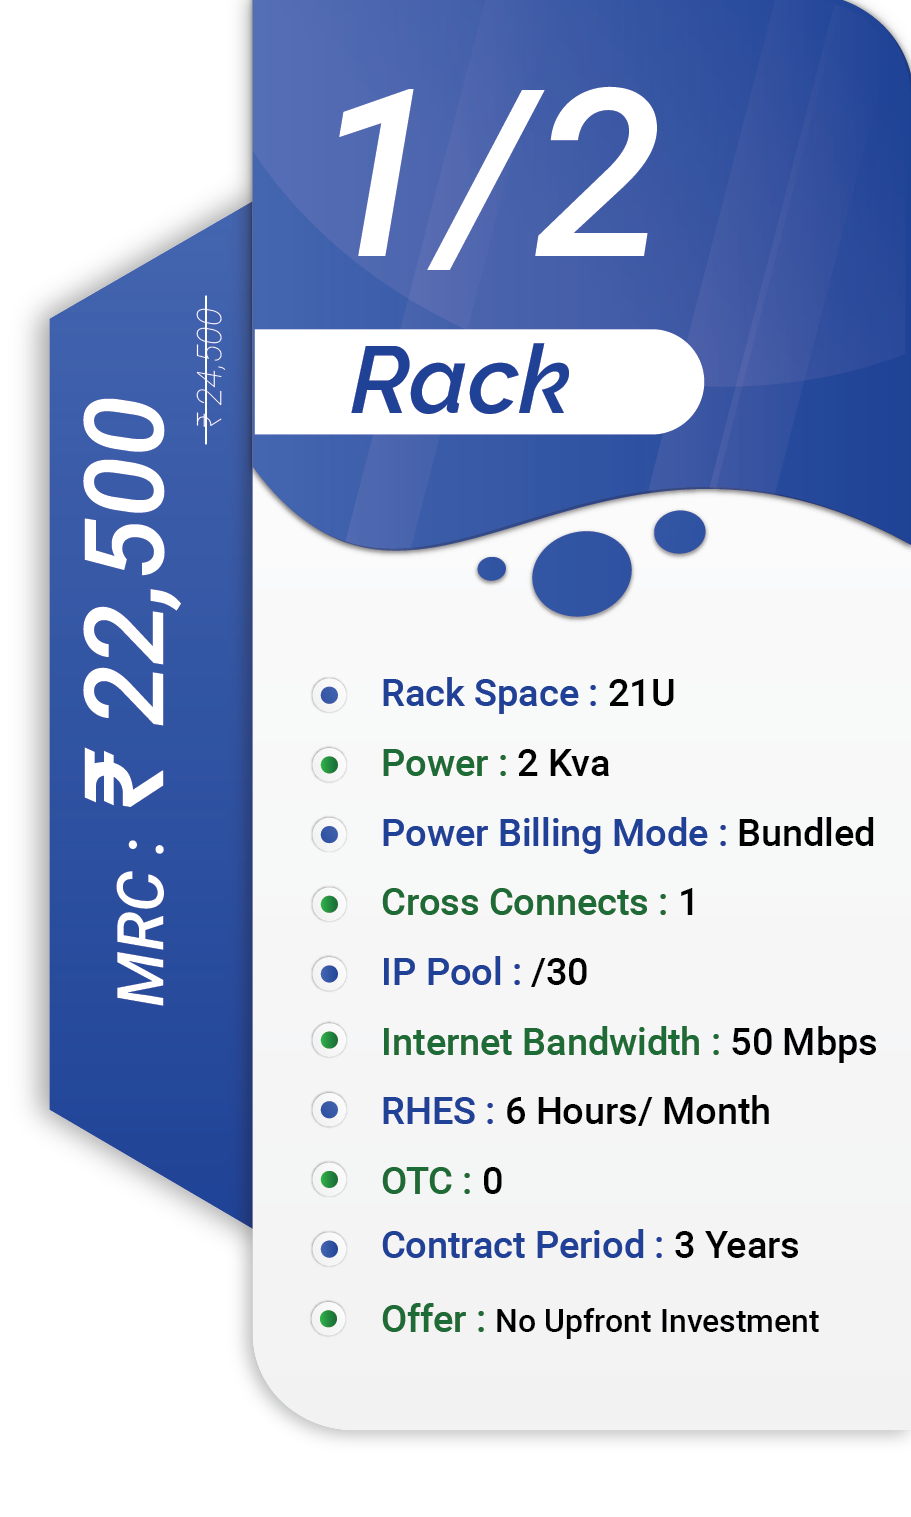 1/2
Rack
₹ 24,500
MRC : ₹ 22,500
Rack Space : 21U
Power : 2 Kva
Power Billing Mode : Bundled
Cross Connects : 1
IP Pool : /30
Internet Bandwidth : 50 Mbps
RHES : 6 Hours/ Month
OTC : 0
Contract Period : 3 Years
Offer : No Upfront Investment